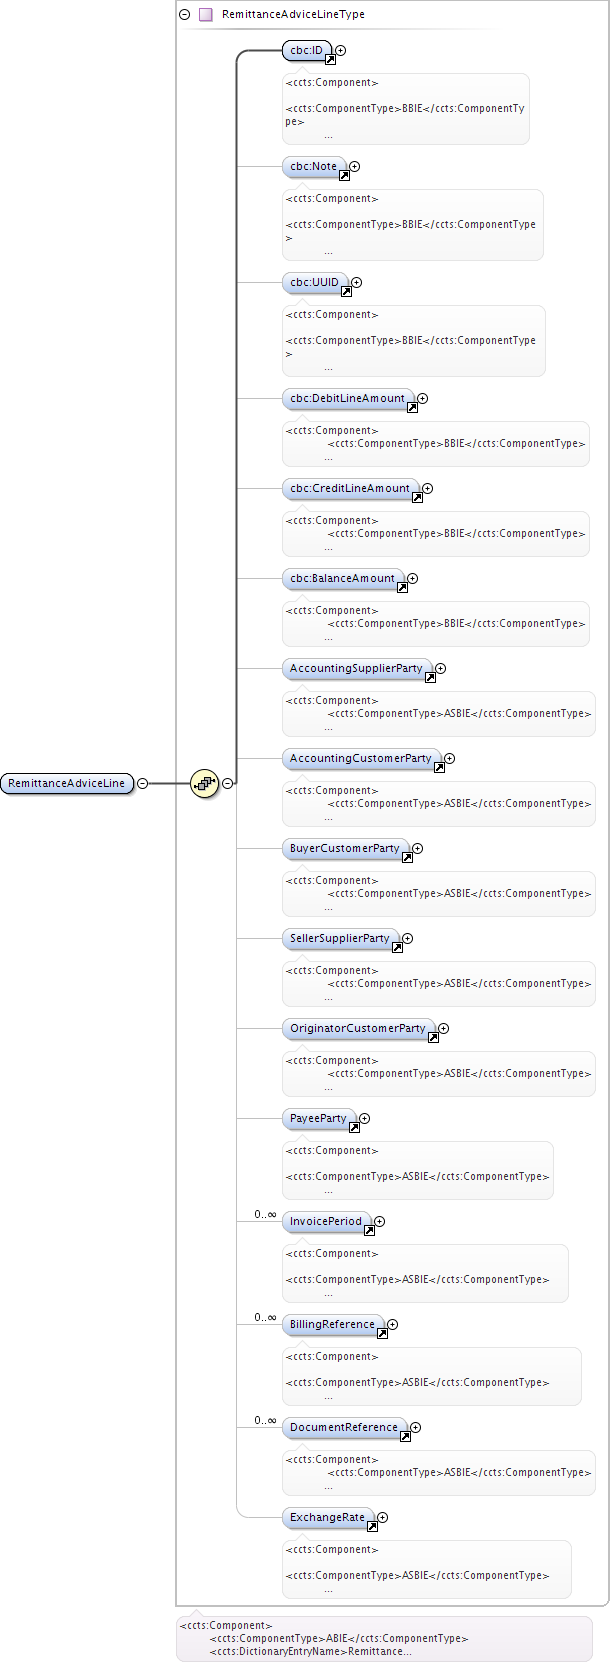 RemittanceAdviceLineType
cbc:ID
<ccts:Component>
<ccts:ComponentType>BBIE</ccts:ComponentTy
pe>
...
cbc:Note
<ccts:Component>
<ccts:ComponentType>BBIE</ccts:ComponentType
>
...
cbc:UUID
<ccts:Component>
<ccts:ComponentType>BBIE</ccts:ComponentType
>
...
cbc:DebitLineAmount
<ccts:Component>
<ccts:ComponentType>BBIE</ccts:ComponentType>
...
cbc:CreditLineAmount
<ccts:Component>
<ccts:ComponentType>BBIE</ccts:ComponentType>
...
cbc:BalanceAmount
<ccts:Component>
<ccts:ComponentType>BBIE</ccts:ComponentType>
...
AccountingSupplierParty
<ccts:Component>
<ccts:ComponentType>ASBIE</ccts:ComponentType>
...
AccountingCustomerParty
RemittanceAdviceLine
<ccts:Component>
<ccts:ComponentType>ASBIE</ccts:ComponentType>
...
BuyerCustomerParty
<ccts:Component>
<ccts:ComponentType>ASBIE</ccts:ComponentType>
...
SellerSupplierParty
<ccts:Component>
<ccts:ComponentType>ASBIE</ccts:ComponentType>
...
OriginatorCustomerParty
<ccts:Component>
<ccts:ComponentType>ASBIE</ccts:ComponentType>
...
PayeeParty
<ccts:Component>
<ccts:ComponentType>ASBIE</ccts:ComponentType>
...
0..∞ InvoicePeriod
<ccts:Component>
<ccts:ComponentType>ASBIE</ccts:ComponentType>
...
0..∞ BillingReference
<ccts:Component>
<ccts:ComponentType>ASBIE</ccts:ComponentType>
...
0..∞ DocumentReference
<ccts:Component>
<ccts:ComponentType>ASBIE</ccts:ComponentType>
...
ExchangeRate
<ccts:Component>
<ccts:ComponentType>ASBIE</ccts:ComponentType>
...
<ccts:Component>
<ccts:ComponentType>ABIE</ccts:ComponentType>
<ccts:DictionaryEntryName>Remittance...